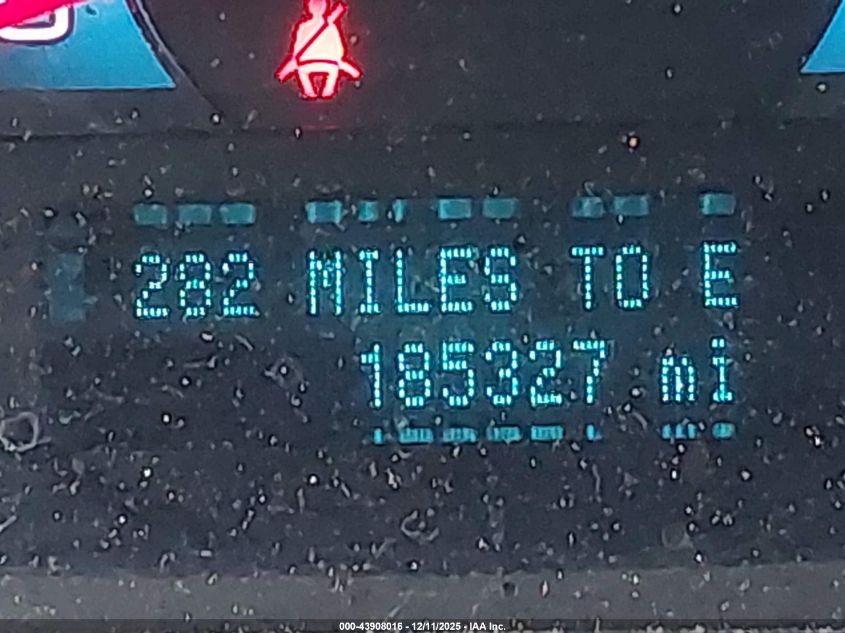 282 MILES TO E
185327 mi
000-43908016 - 12/11/2025 - IAA Inc.